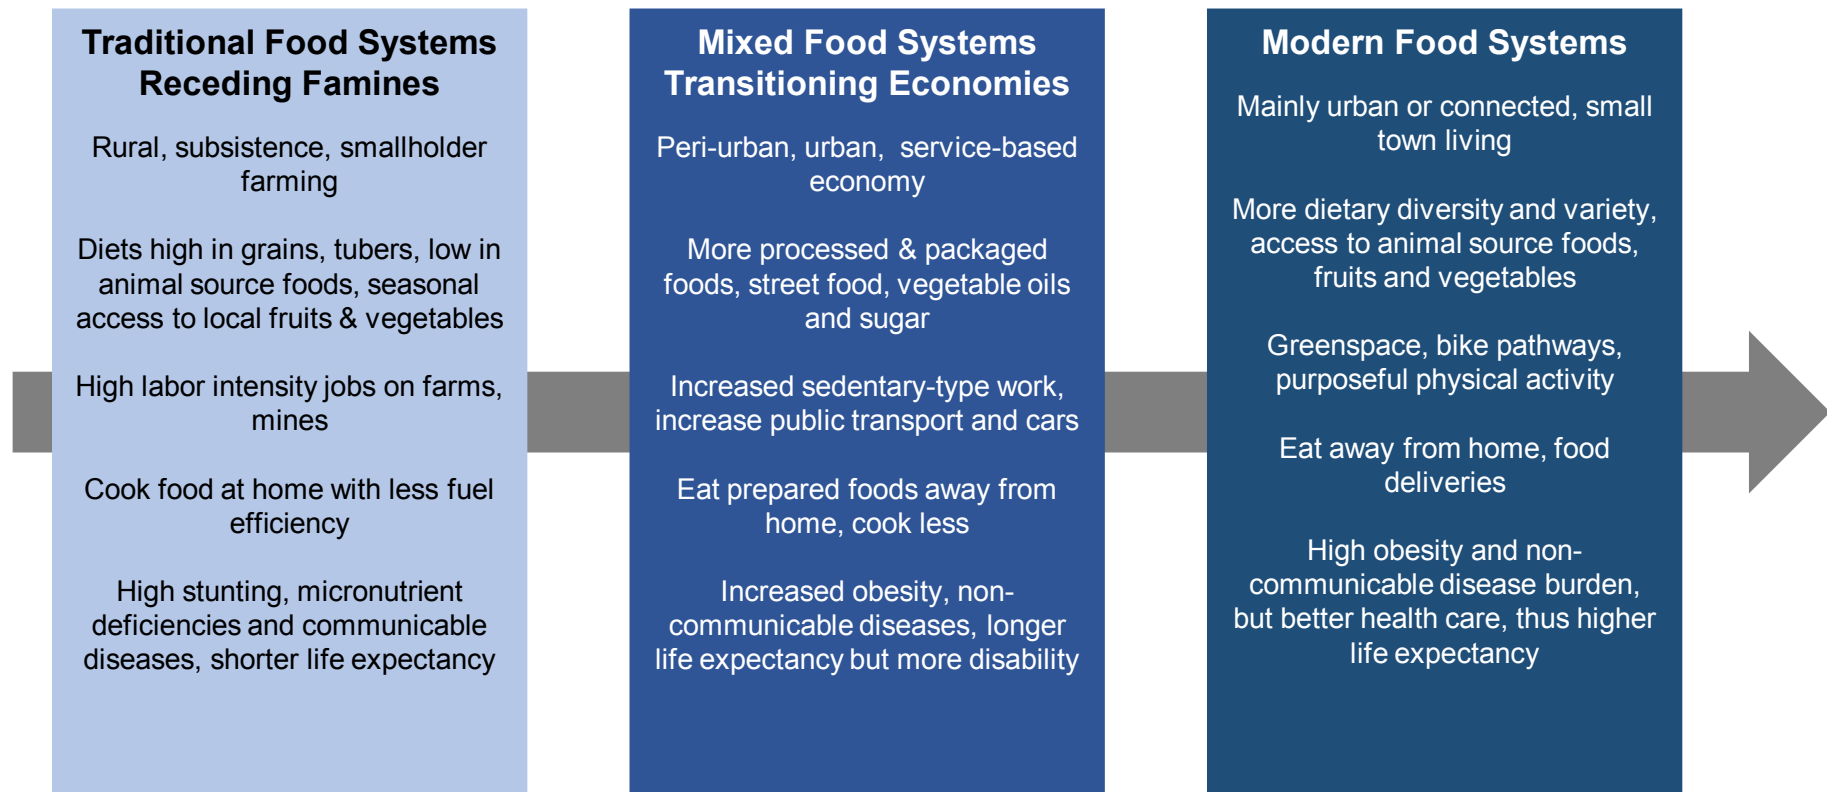 Traditional Food Systems
Receding Famines
Rural, subsistence, smallholder
farming
Diets high in grains, tubers, low in
animal source foods, seasonal
access to local fruits & vegetables
High labor intensity jobs on farms,
mines
Cook food at home with less fuel
efficiency
High stunting, micronutrient
deficiencies and communicable
diseases, shorter life expectancy
Mixed Food Systems
Transitioning Economies
Peri-urban, urban, service-based
economy
More processed & packaged
foods, street food, vegetable oils
and sugar
Increased sedentary-type work,
increase public transport and cars
Eat prepared foods away from
home, cook less
Increased obesity, non-
communicable diseases, longer
life expectancy but more disability
Modern Food Systems
Mainly urban or connected, small
town living
More dietary diversity and variety,
access to animal source foods,
fruits and vegetables
Greenspace, bike pathways,
purposeful physical activity
Eat away from home, food
deliveries
High obesity and non-
communicable disease burden,
but better health care, thus higher
life expectancy